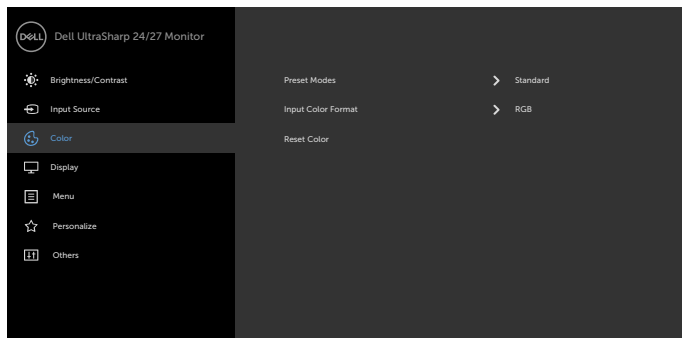 DELL Dell UltraSharp 24/27 Monitor
Brightness/Contrast
Input Source
Color
Display
Menu
Personalize
Others
Preset Modes Standard
Input Color Format RGB
Reset Color